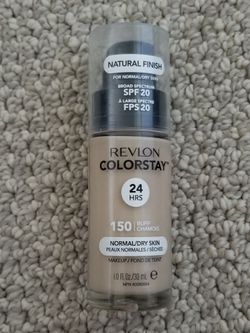 NATURAL FINISH
FOR NORMAL/DRY SKIN
BROAD SPECTRUM
SPF 20
À LARGE SPECTRE
FPS 20
REVLON
COLORSTAY™
24
HRS
150 BUFF
CHAMOIS
NORMAL/DRY SKIN
PEAUX NORMALES / SÈCHES
MAKEUP / FOND DE TEINT
1.0 fl oz/30 mL ℮